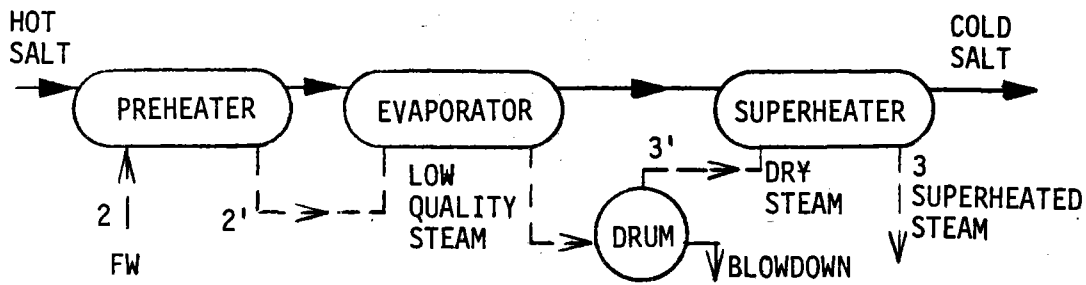 HOT
SALT
COLD
SALT
PREHEATER
EVAPORATOR
SUPERHEATER
2
FW
2'
LOW
QUALITY
STEAM
3'
DRY
STEAM
DRUM
BLOWDOWN
3
SUPERHEATED
STEAM